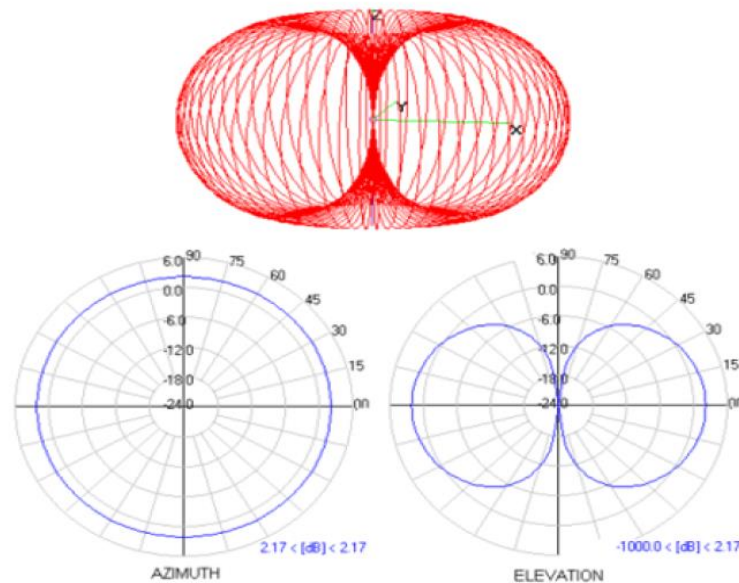 Z
Y
X
6.0 90 75 60 45 30 15 00
0.0
-6.0
-12.0
-18.0
-24.0
2.17 < [dB] < 2.17
AZIMUTH
6.0 90 75 60 45 30 15 00
0.0
-6.0
-12.0
-18.0
-24.0
-1000.0 < [dB] < 2.17
ELEVATION